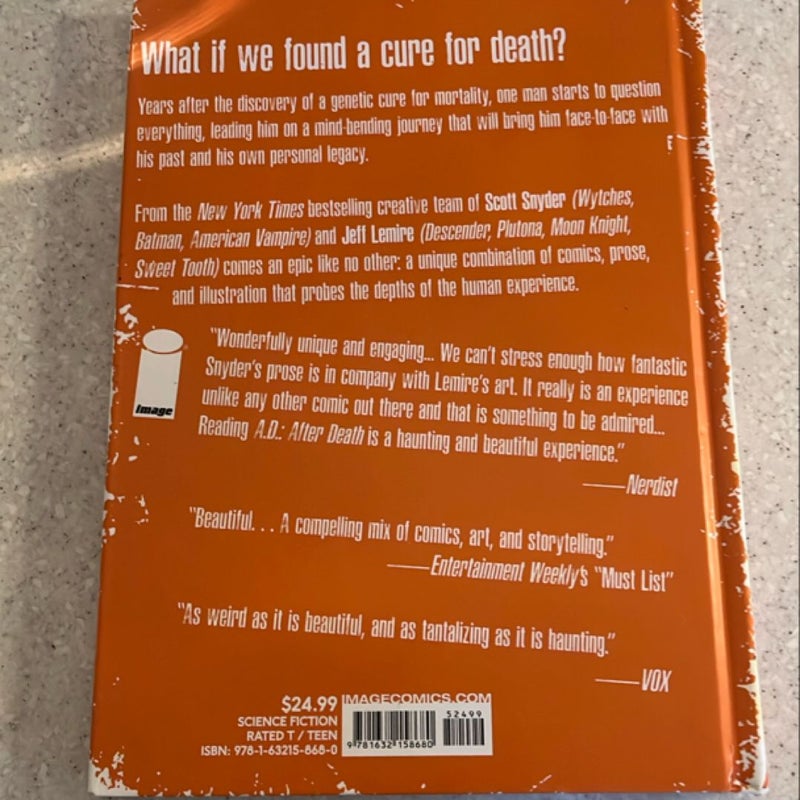 What if we found a cure for death?
Years after the discovery of a genetic cure for mortality, one man starts to question
everything, leading him on a mind-bending journey that will bring him face-to-face with
his past and his own personal legacy.
From the New York Times bestselling creative team of Scott Snyder (Wytches,
Batman, American Vampire) and Jeff Lemire (Descender, Plutona, Moon Knight,
Sweet Tooth) comes an epic like no other: a unique combination of comics, prose,
and illustration that probes the depths of the human experience.
"Wonderfully unique and engaging... We can't stress enough how fantastic
Snyder's prose is in company with Lemire's art. It really is an experience
unlike any other comic out there and that is something to be admired...
Reading A.D.: After Death is a haunting and beautiful experience."
——Nerdist
image
"Beautiful. . . A compelling mix of comics, art, and storytelling."
——Entertainment Weekly's "Must List"
"As weird as it is beautiful, and as tantalizing as it is haunting."
——VOX
$24.99
SCIENCE FICTION
RATED T / TEEN
ISBN: 978-1-63215-868-0
IMAGECOMICS.COM
52499
9 781632 158680